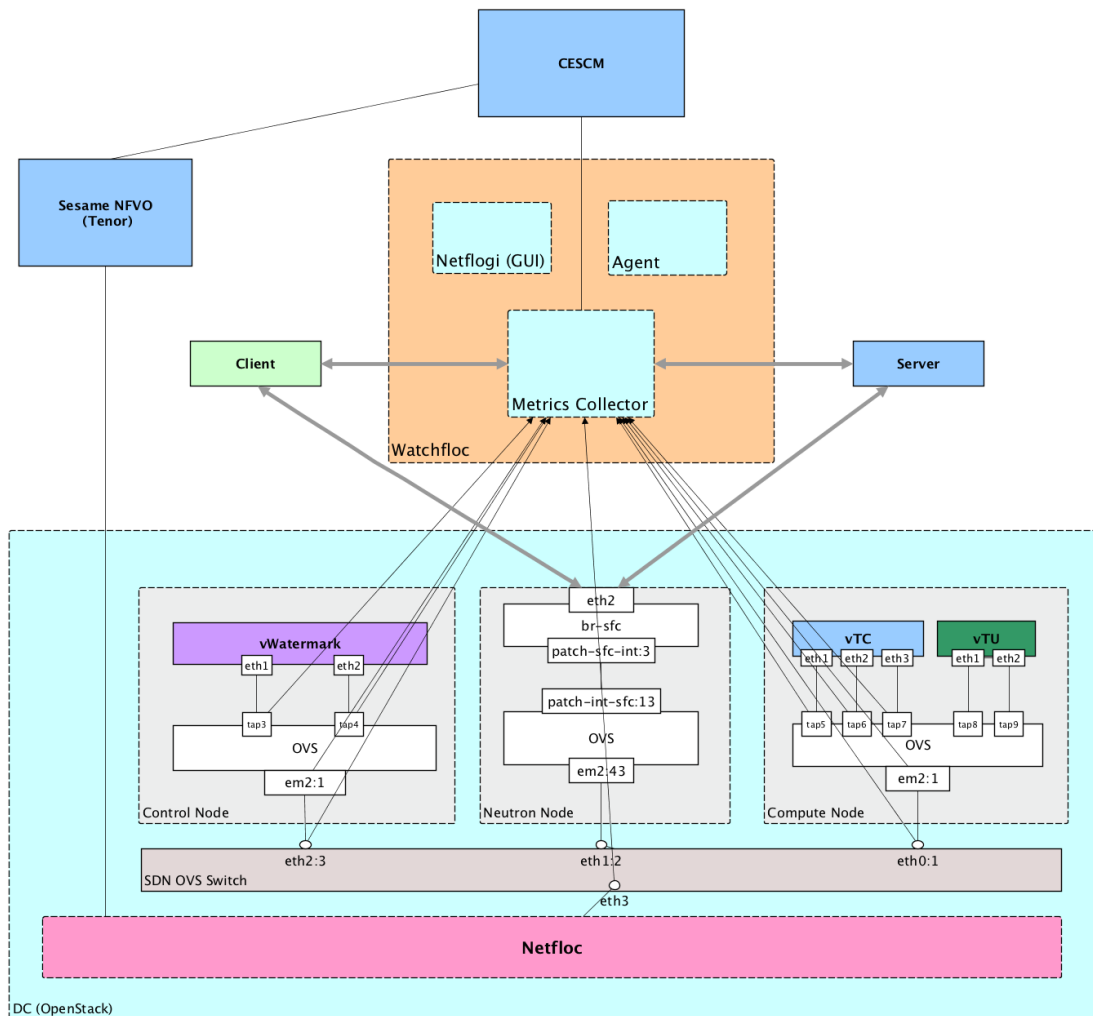 CESCM
Sesame NFVO
(Tenor)
Netflogi (GUI)
Agent
Client
Metrics Collector
Server
Watchfloc
eth2
br-sfc
patch-sfc-int:3
vWatermark
eth1
eth2
vTC
vTU
eth1
eth2
eth3
eth1
eth2
patch-int-sfc:13
tap3
tap4
OVS
OVS
tap5
tap6
tap7
tap8
tap9
OVS
em2:1
em2:43
em2:1
Control Node
Neutron Node
Compute Node
eth2:3
eth1:2
eth0:1
SDN OVS Switch
eth3
Netfloc
DC (OpenStack)